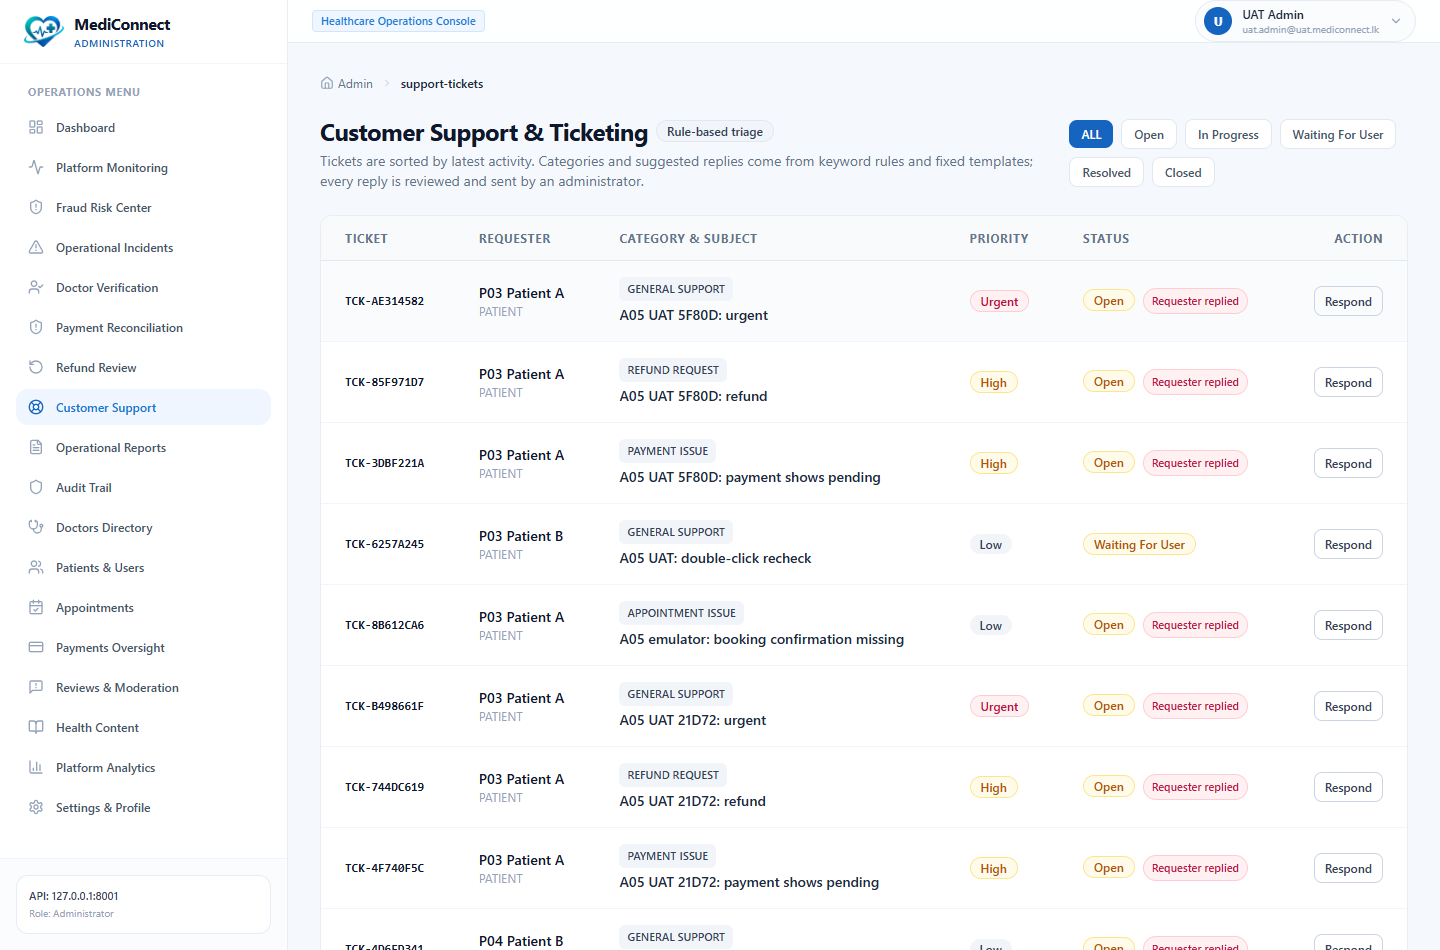 MediConnect
ADMINISTRATION
OPERATIONS MENU
Dashboard
Platform Monitoring
Fraud Risk Center
Operational Incidents
Doctor Verification
Payment Reconciliation
Refund Review
Customer Support
Operational Reports
Audit Trail
Doctors Directory
Patients & Users
Appointments
Payments Oversight
Reviews & Moderation
Health Content
Platform Analytics
Settings & Profile
API: 127.0.0.1:8001
Role: Administrator
Healthcare Operations Console
U
UAT Admin
uat.admin@uat.mediconnect.lk
Admin
support-tickets
Customer Support & Ticketing
Rule-based triage
Tickets are sorted by latest activity. Categories and suggested replies come from keyword rules and fixed templates;
every reply is reviewed and sent by an administrator.
ALL Open In Progress Waiting For User
Resolved Closed
TICKET REQUESTER CATEGORY & SUBJECT PRIORITY STATUS ACTION
TCK-AE314582
P03 Patient A
PATIENT
GENERAL SUPPORT
A05 UAT 5F80D: urgent
Urgent
Open
Requester replied
Respond
TCK-85F971D7
P03 Patient A
PATIENT
REFUND REQUEST
A05 UAT 5F80D: refund
High
Open
Requester replied
Respond
TCK-3DBF221A
P03 Patient A
PATIENT
PAYMENT ISSUE
A05 UAT 5F80D: payment shows pending
High
Open
Requester replied
Respond
TCK-6257A245
P03 Patient B
PATIENT
GENERAL SUPPORT
A05 UAT: double-click recheck
Low
Waiting For User
Respond
TCK-8B612CA6
P03 Patient A
PATIENT
APPOINTMENT ISSUE
A05 emulator: booking confirmation missing
Low
Open
Requester replied
Respond
TCK-B498661F
P03 Patient A
PATIENT
GENERAL SUPPORT
A05 UAT 21D72: urgent
Urgent
Open
Requester replied
Respond
TCK-744DC619
P03 Patient A
PATIENT
REFUND REQUEST
A05 UAT 21D72: refund
High
Open
Requester replied
Respond
TCK-4F740F5C
P03 Patient A
PATIENT
PAYMENT ISSUE
A05 UAT 21D72: payment shows pending
High
Open
Requester replied
Respond
P04 Patient B
GENERAL SUPPORT
Low
Open
Requester replied
Respond